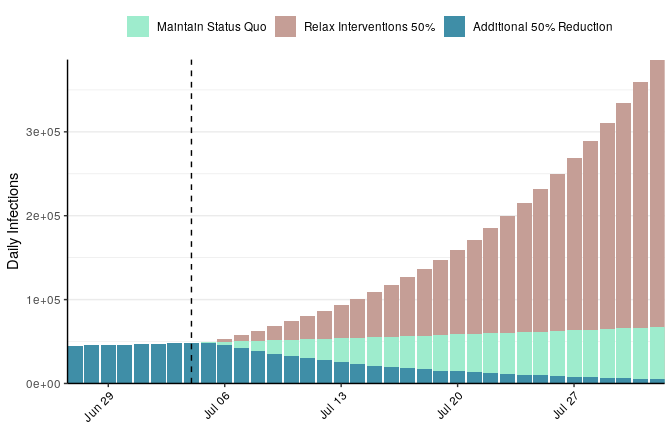 Maintain Status Quo Relax Interventions 50% Additional 50% Reduction
Daily Infections
3e+05
2e+05
1e+05
0e+00
Jun 29 Jul 06 Jul 13 Jul 20 Jul 27